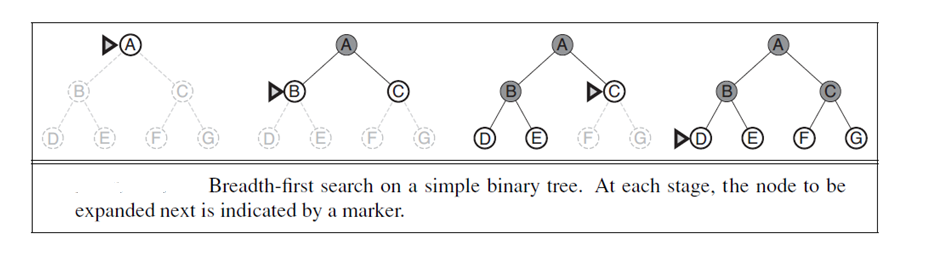 A A A A
B C B C B C B C
D E F G D E F G D E F G D E F G
Breadth-first search on a simple binary tree. At each stage, the node to be
expanded next is indicated by a marker.